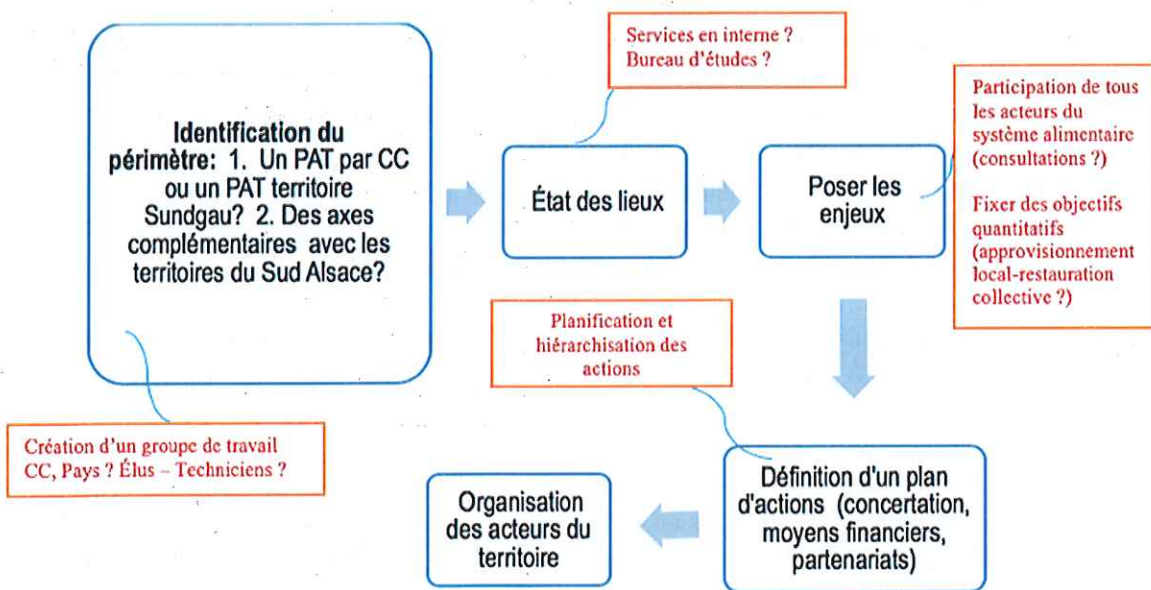 Services en interne ?
Bureau d'études ?
Identification du
périmètre: 1. Un PAT par CC
ou un PAT territoire
Sundgau? 2. Des axes
complémentaires avec les
territoires du Sud Alsace?
État des lieux
Poser les
enjeux
Participation de tous
les acteurs du
système alimentaire
(consultations ?)
Fixer des objectifs
quantitatifs
(approvisionnement
local-restauration
collective ?)
Planification et
hiérarchisation des
actions
Création d'un groupe de travail
CC, Pays ? Élus – Techniciens ?
Définition d'un plan
d'actions (concertation,
moyens financiers,
partenariats)
Organisation
des acteurs du
territoire